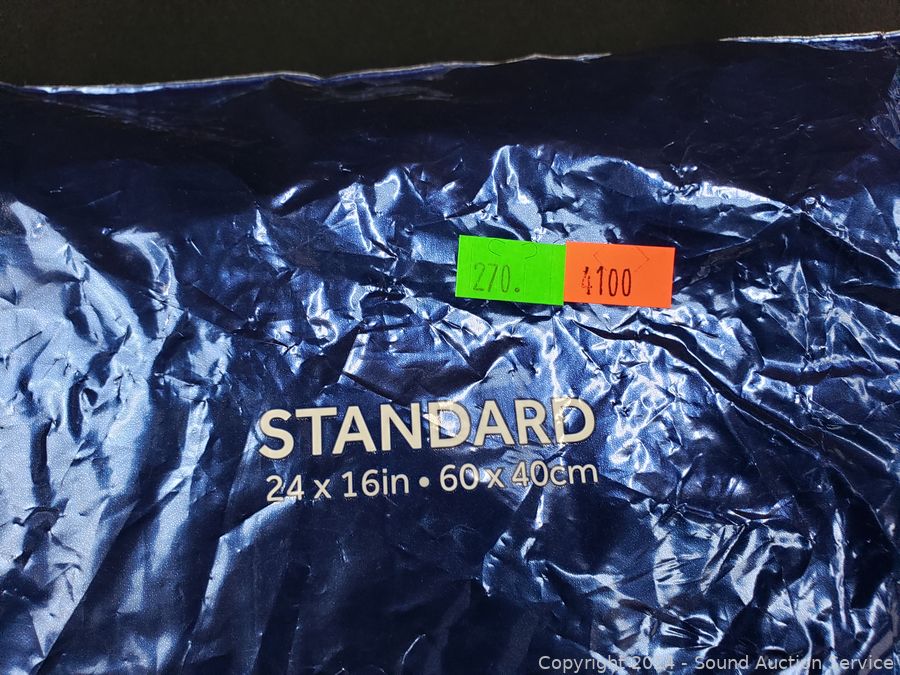 270. 4100
STANDARD
24 x 16in • 60 x 40cm
Copyright 2024 - Sound Auction Service